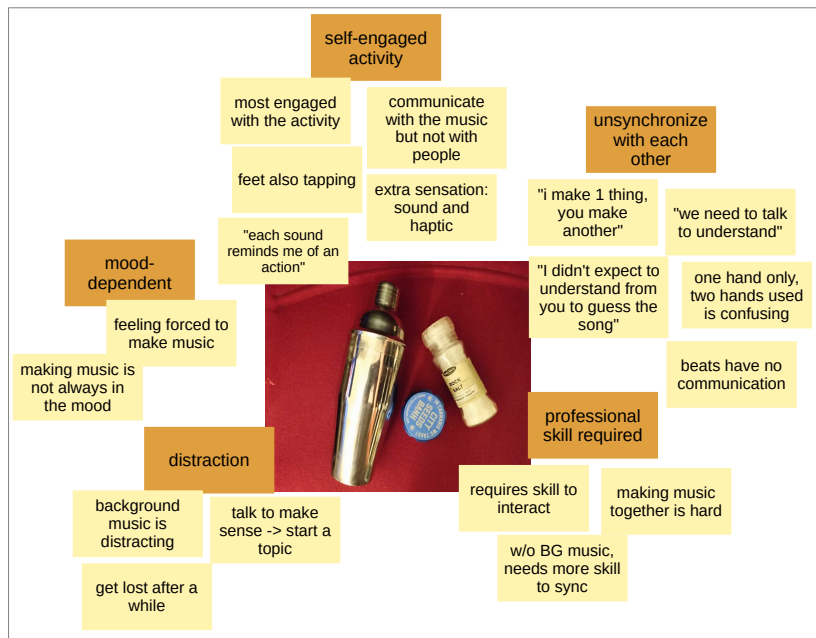 self-engaged
activity
most engaged
with the activity
communicate
with the music
but not with
people
feet also tapping
extra sensation:
sound and
haptic
"each sound
reminds me of an
action"
unsynchronize
with each
other
"i make 1 thing,
you make
another"
"we need to talk
to understand"
"I didn't expect to
understand from
you to guess the
song"
one hand only,
two hands used
is confusing
beats have no
communication
mood-
dependent
feeling forced to
make music
making music is
not always in
the mood
CITY
SEEDS
BANK
ROCK
SALT
professional
skill required
requires skill to
interact
making music
together is hard
w/o BG music,
needs more skill
to sync
distraction
background
music is
distracting
talk to make
sense -> start a
topic
get lost after a
while